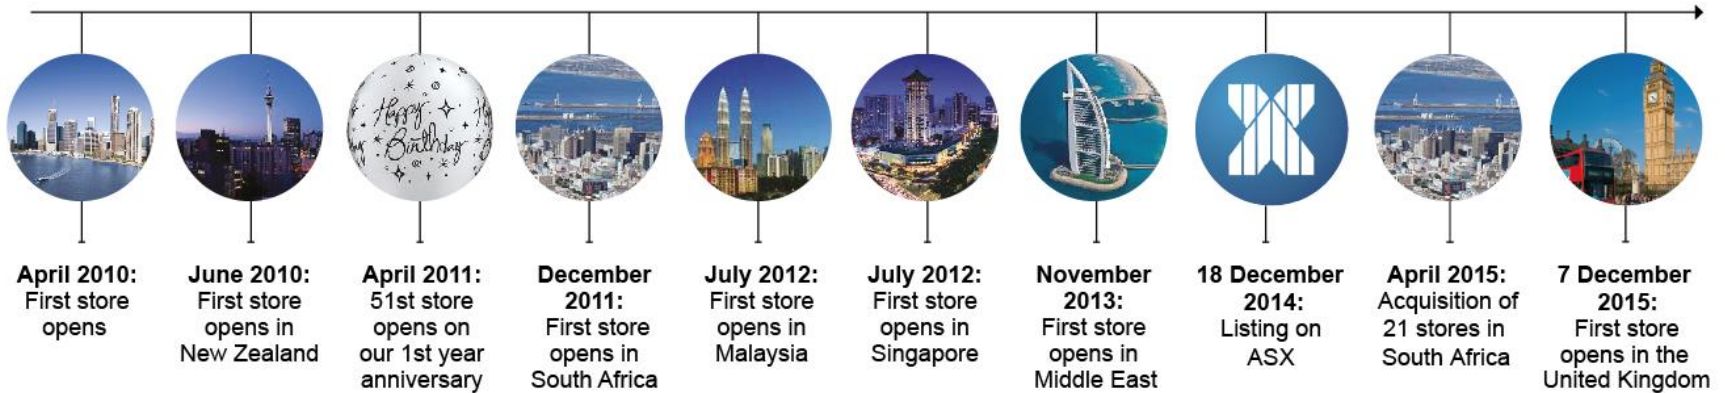 Happy
Birthday
April 2010:
First store
opens
June 2010:
First store
opens in
New Zealand
April 2011:
51st store
opens on
our 1st year
anniversary
December
2011:
First store
opens in
South Africa
July 2012:
First store
opens in
Malaysia
July 2012:
First store
opens in
Singapore
November
2013:
First store
opens in
Middle East
18 December
2014:
Listing on
ASX
April 2015:
Acquisition of
21 stores in
South Africa
7 December
2015:
First store
opens in the
United Kingdom